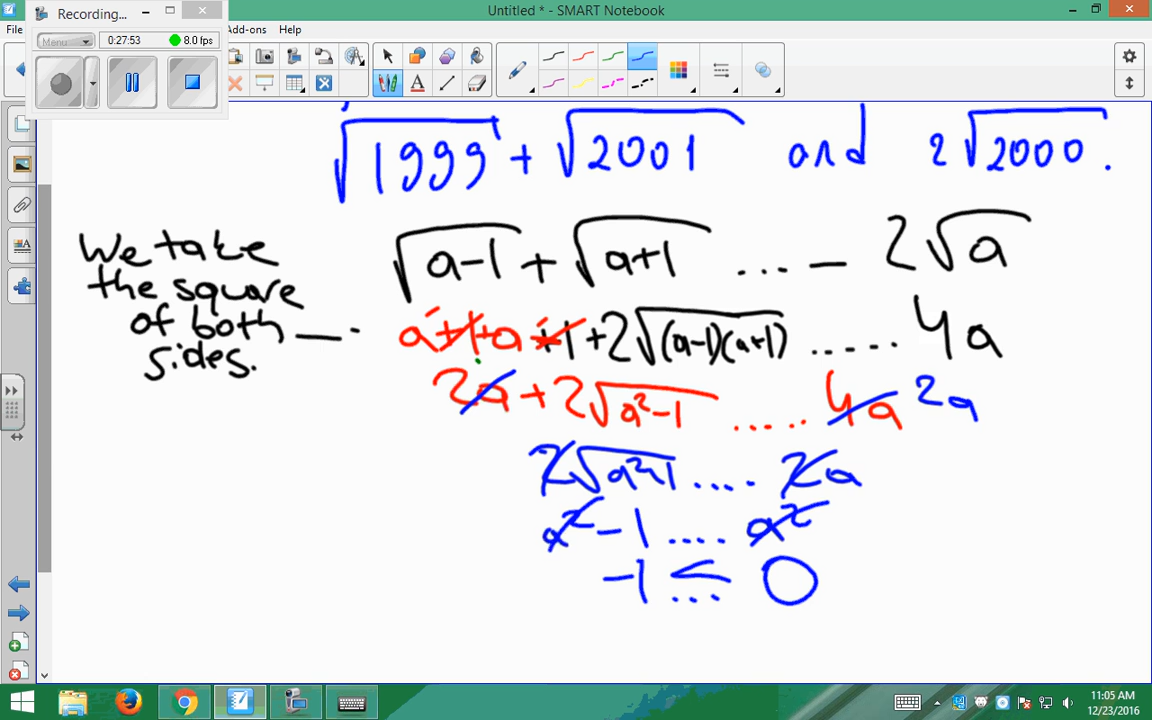 Recording...
Untitled * - SMART Notebook
File
Add-ons
Help
Menu
0:27:53
8.0 fps
√1999 + √2001 and 2√2000.
We take
the square
of both
sides.
√a-1 + √a+1 ...._ 2√a
a+1+a+1+2√(a-1)(a+1) ..... 4a
2a + 2√a²-1 ..... 4a 2a
2√a²-1 .... 2a
a² - 1 .... a²
-1 < ... 0
11:05 AM
12/23/2016